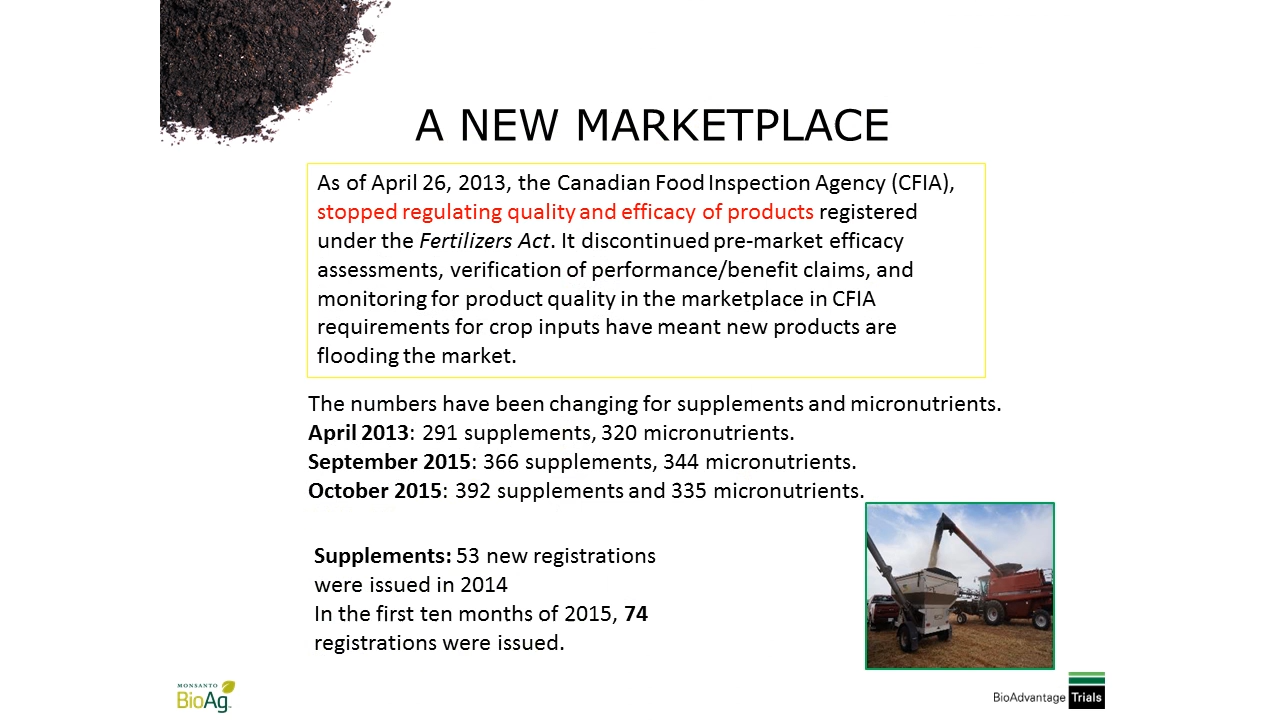 A NEW MARKETPLACE
As of April 26, 2013, the Canadian Food Inspection Agency (CFIA),
stopped regulating quality and efficacy of products registered
under the Fertilizers Act. It discontinued pre-market efficacy
assessments, verification of performance/benefit claims, and
monitoring for product quality in the marketplace in CFIA
requirements for crop inputs have meant new products are
flooding the market.
The numbers have been changing for supplements and micronutrients.
April 2013: 291 supplements, 320 micronutrients.
September 2015: 366 supplements, 344 micronutrients.
October 2015: 392 supplements and 335 micronutrients.
Supplements: 53 new registrations
were issued in 2014
In the first ten months of 2015, 74
registrations were issued.
MONSANTO
BioAg
BioAdvantage Trials